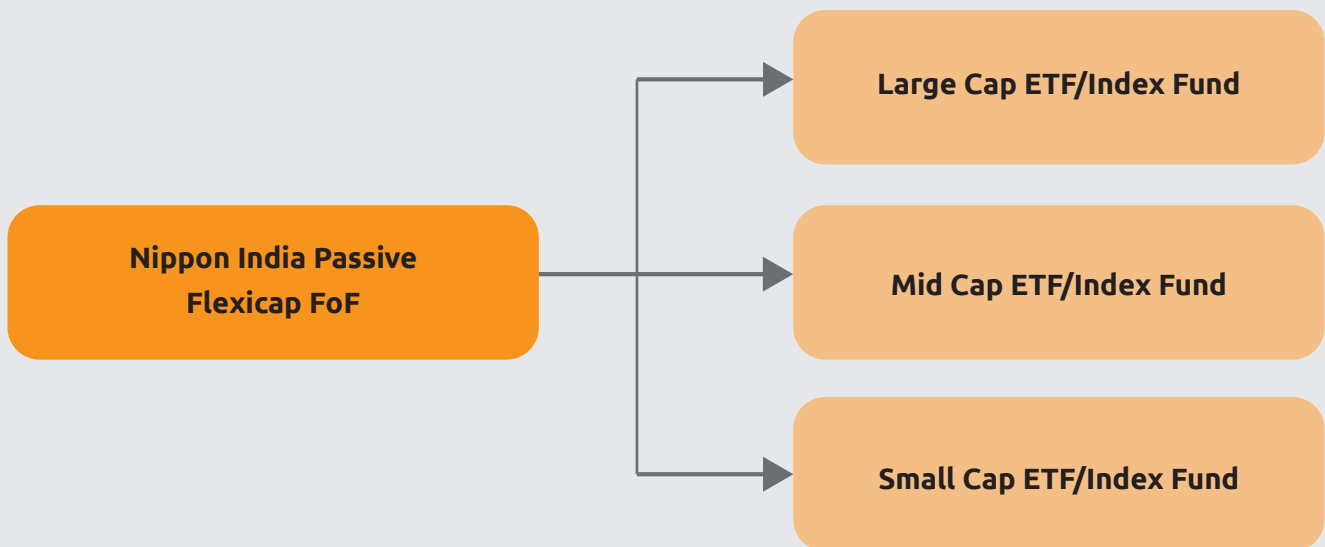 Large Cap ETF/Index Fund
Nippon India Passive
Flexicap FoF
Mid Cap ETF/Index Fund
Small Cap ETF/Index Fund